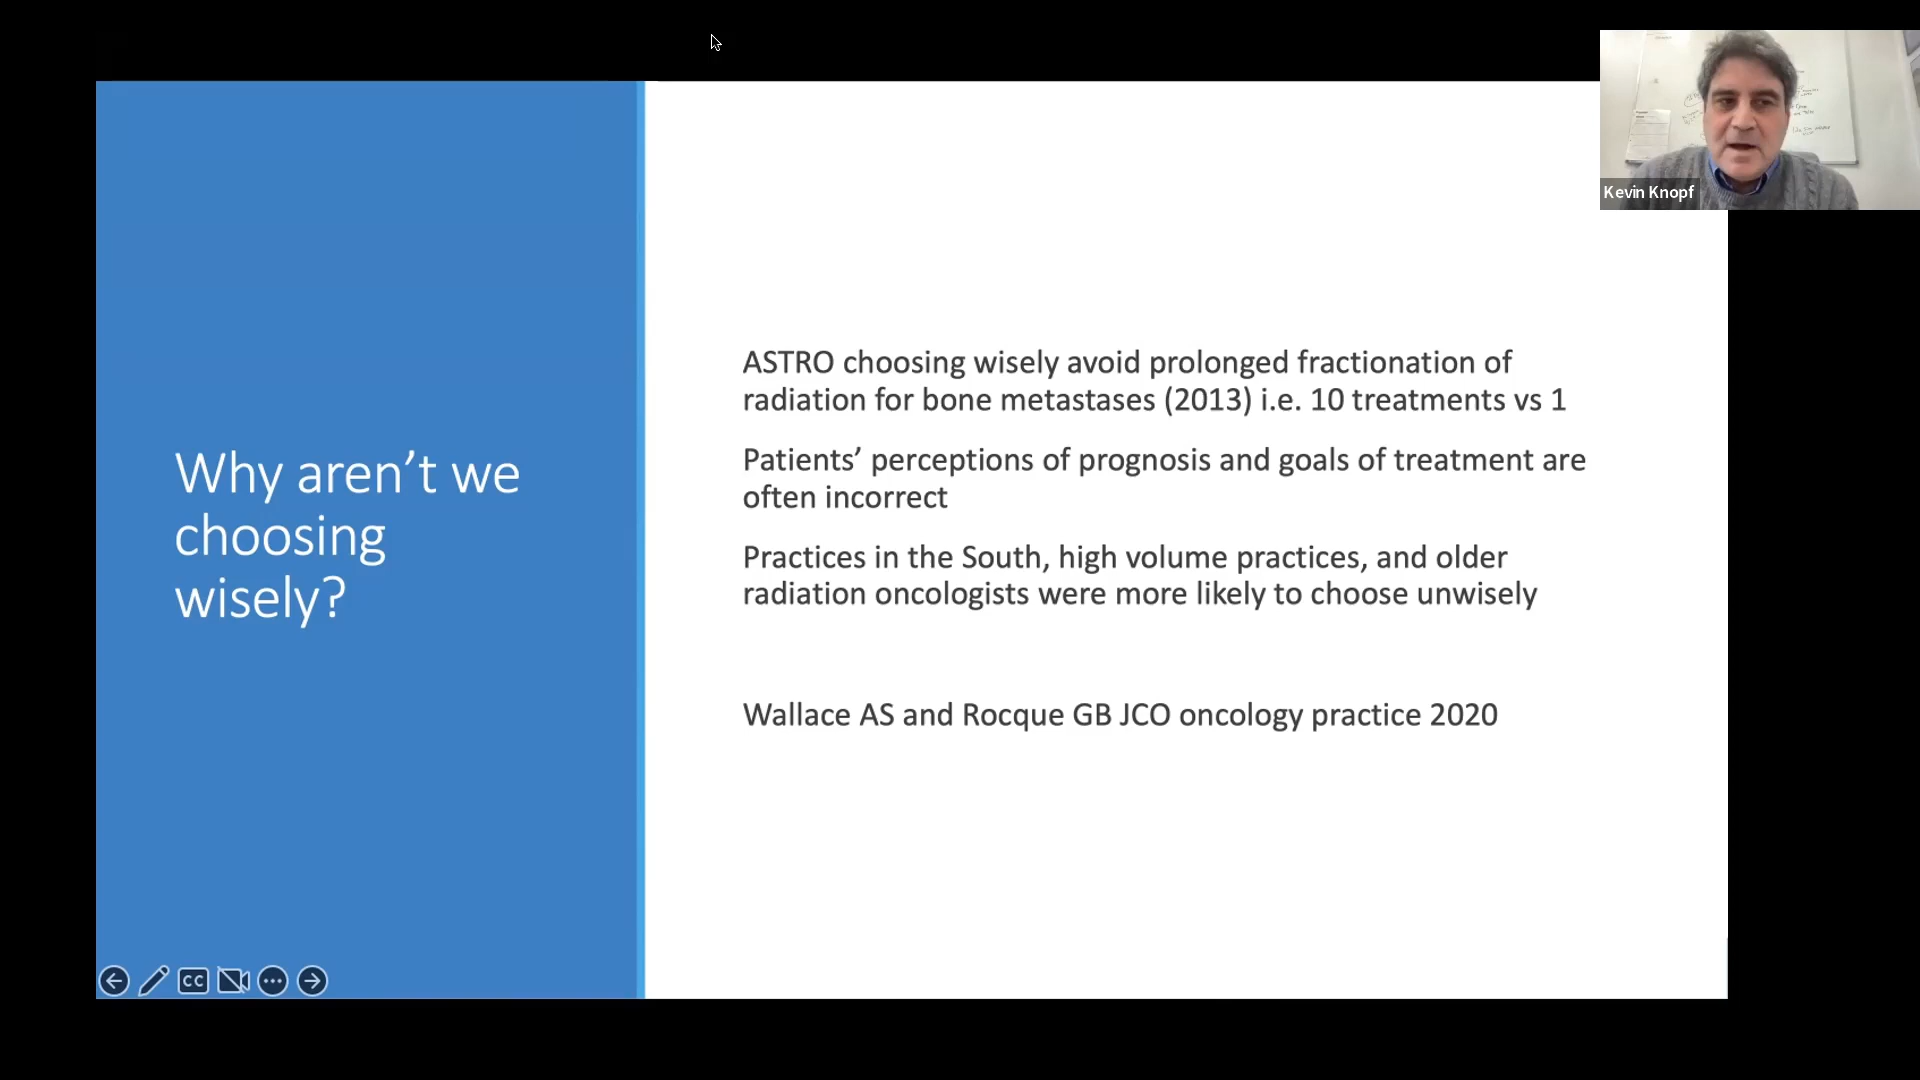 Kevin Knopf
Why aren’t we
choosing
wisely?
ASTRO choosing wisely avoid prolonged fractionation of
radiation for bone metastases (2013) i.e. 10 treatments vs 1
Patients’ perceptions of prognosis and goals of treatment are
often incorrect
Practices in the South, high volume practices, and older
radiation oncologists were more likely to choose unwisely
Wallace AS and Rocque GB JCO oncology practice 2020
CC